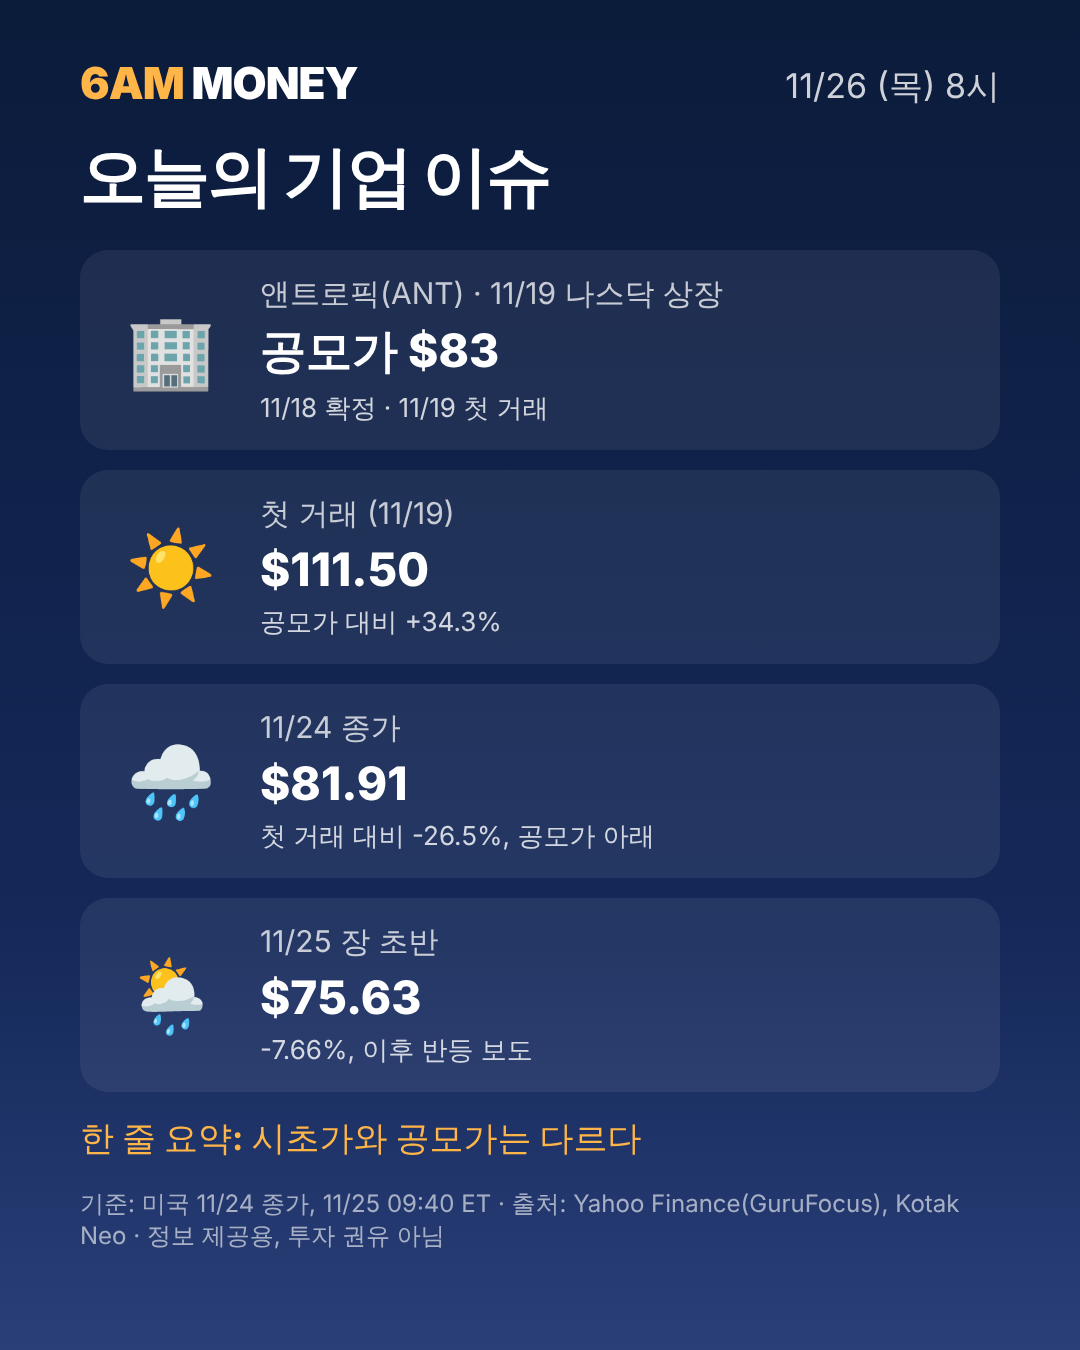 6AM MONEY
11/26 (목) 8시
오늘의 기업 이슈
앤트로픽(ANT) · 11/19 나스닥 상장
공모가 $83
11/18 확정 · 11/19 첫 거래
첫 거래 (11/19)
$111.50
공모가 대비 +34.3%
11/24 종가
$81.91
첫 거래 대비 -26.5%, 공모가 아래
11/25 장 초반
$75.63
-7.66%, 이후 반등 보도
한 줄 요약: 시초가와 공모가는 다르다
기준: 미국 11/24 종가, 11/25 09:40 ET · 출처: Yahoo Finance(GuruFocus), Kotak
Neo · 정보 제공용, 투자 권유 아님